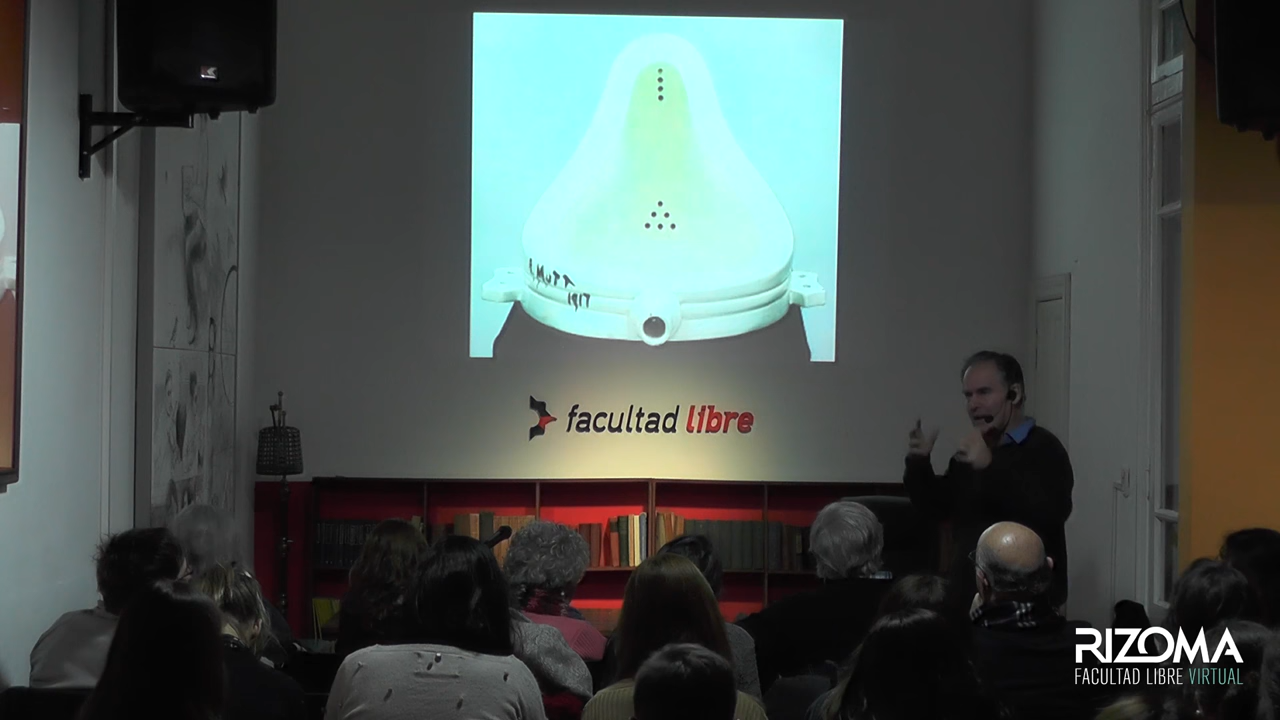 R. MUTT
1917
facultad libre
RIZOMA
FACULTAD LIBRE VIRTUAL